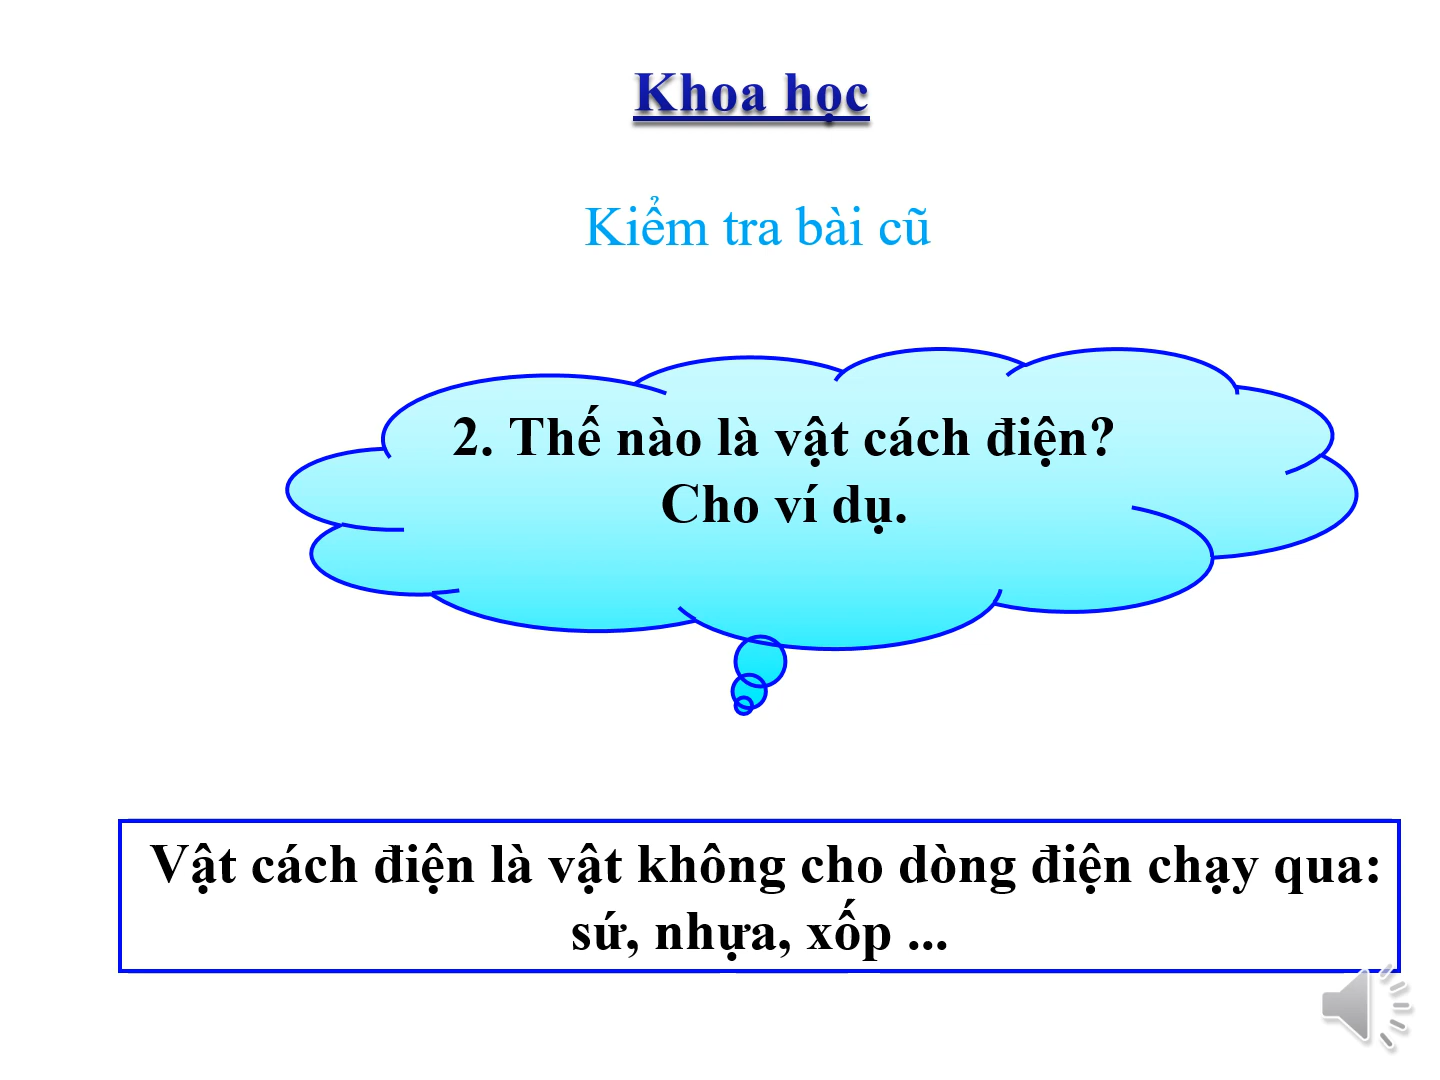 Khoa học
Kiểm tra bài cũ
2. Thế nào là vật cách điện?
Cho ví dụ.
Vật cách điện là vật không cho dòng điện chạy qua:
sứ, nhựa, xốp ...